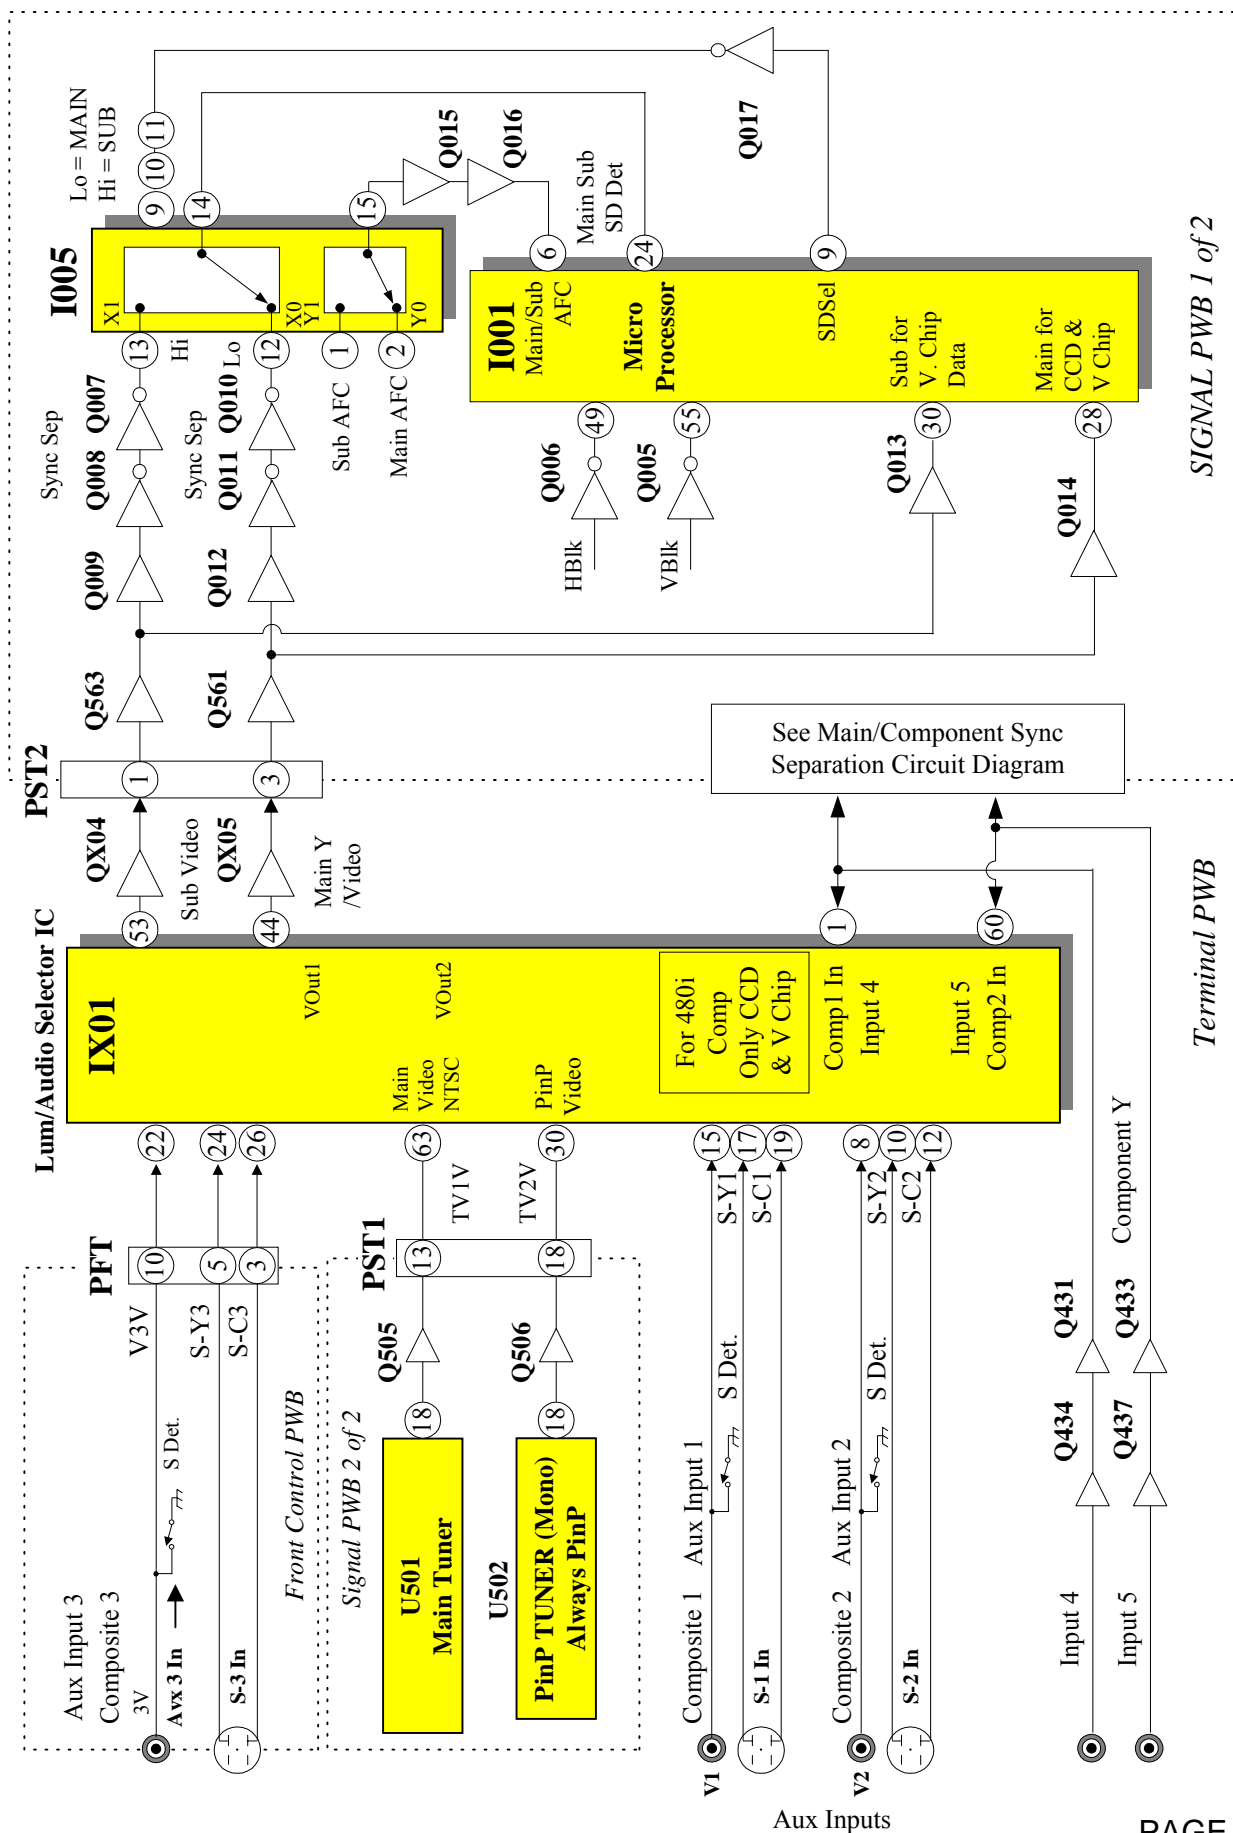 Aux Input 3
Composite 3
3V
Avx 3 In
S-3 In
S Det.
V3V
S-Y3
S-C3
PFT
10
5
3
Front Control PWB
22
24
26
Lum/Audio Selector IC
IX01
Signal PWB 2 of 2
U501
Main Tuner
U502
PinP TUNER (Mono)
Always PinP
18
18
Q505
Q506
PST1
13
18
TV1V
TV2V
63
30
Main
Video
NTSC
PinP
Video
VOut1
VOut2
53
44
QX04
Sub Video
QX05
Main Y
/Video
PST2
1
3
Q563
Q561
Q009
Q012
Sync Sep
Q008
Q007
Sync Sep
Q011
Q010
13
Hi
12
Lo
1
2
Sub AFC
Main AFC
I005
X1
X0
Y1
Y0
Lo = MAIN
Hi = SUB
9
10
11
14
15
Q015
Q016
Q017
Main Sub
SD Det
6
24
9
I001
Main/Sub
AFC
Micro
Processor
SDSel
Sub for
V. Chip
Data
Main for
CCD &
V Chip
49
55
30
28
Q006
Q005
Q013
Q014
HBlk
VBlk
SIGNAL PWB 1 of 2
See Main/Component Sync
Separation Circuit Diagram
Terminal PWB
1
60
For 480i
Comp
Only CCD
& V Chip
Comp1 In
Input 4
Input 5
Comp2 In
15
17
19
8
10
12
S-Y1
S-C1
S-Y2
S-C2
S Det.
S Det.
Aux Input 1
Aux Input 2
Composite 1
S-1 In
Composite 2
S-2 In
V1
V2
Aux Inputs
Component Y
Q431
Q433
Q434
Q437
Input 4
Input 5
PAGE